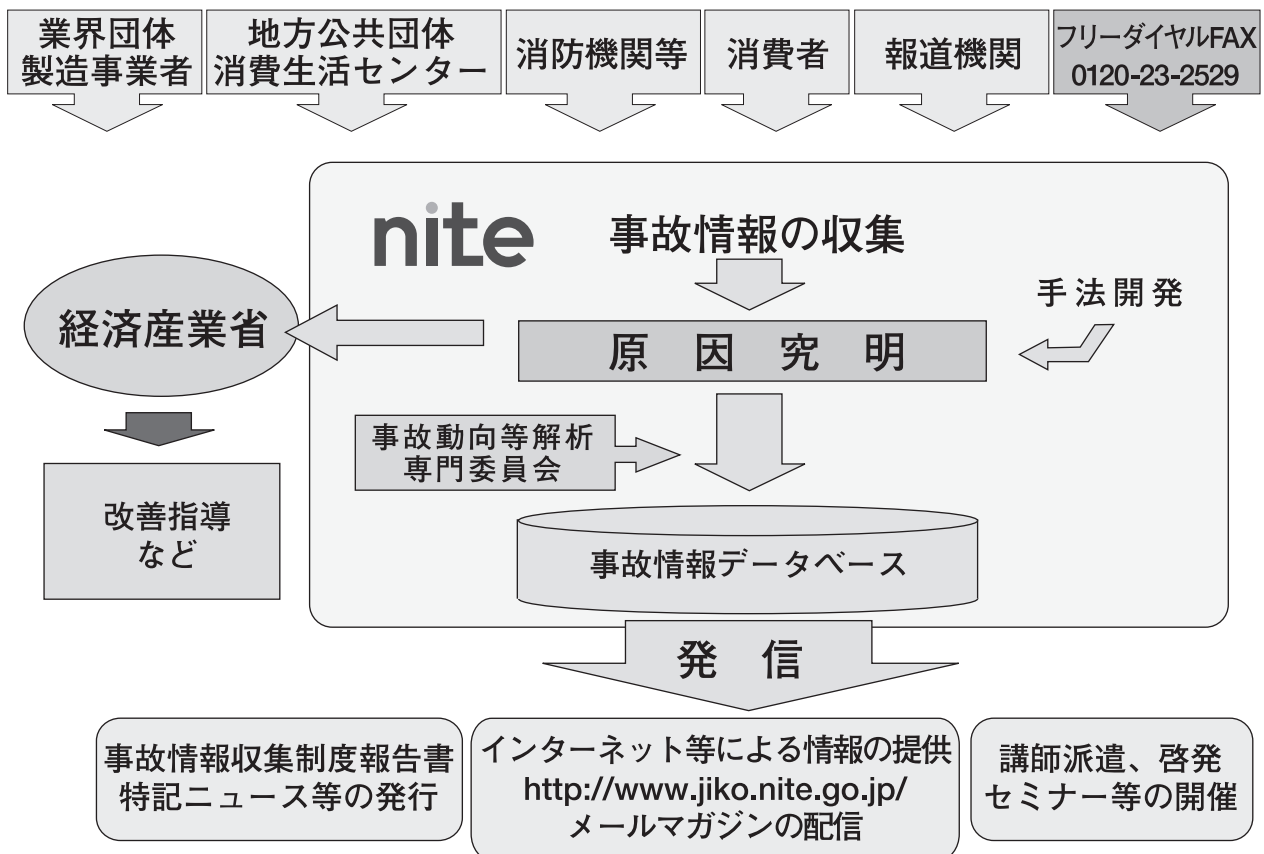 業界団体
製造事業者
地方公共団体
消費生活センター
消防機関等
消費者
報道機関
フリーダイヤルFAX
0120-23-2529
nite
事故情報の収集
手法開発
経済産業省
原因究明
事故動向等解析
専門委員会
改善指導
など
事故情報データベース
発信
事故情報収集制度報告書
特記ニュース等の発行
インターネット等による情報の提供
http://www.jiko.nite.go.jp/
メールマガジンの配信
講師派遣、啓発
セミナー等の開催